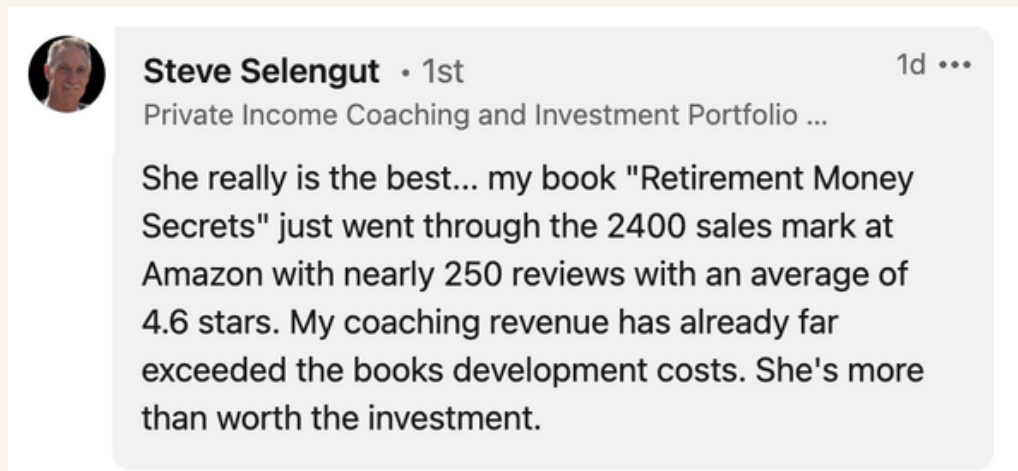 Steve Selengut • 1st
1d •••
Private Income Coaching and Investment Portfolio ...
She really is the best... my book "Retirement Money
Secrets" just went through the 2400 sales mark at
Amazon with nearly 250 reviews with an average of
4.6 stars. My coaching revenue has already far
exceeded the books development costs. She's more
than worth the investment.